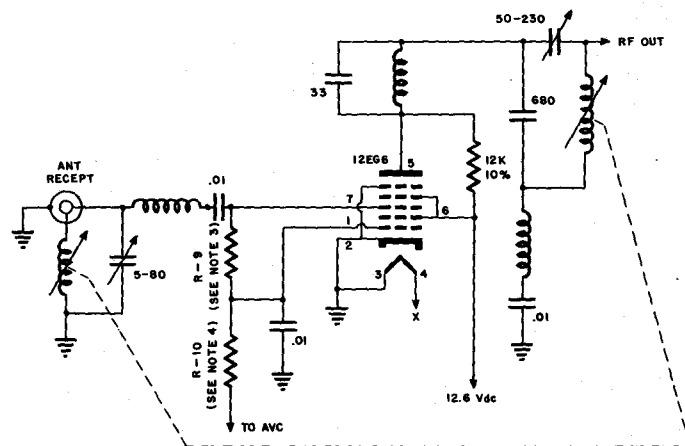 50-230
RF OUT
33
680
12EG6
5
12K
10%
ANT
RECEPT
.01
7
6
1
2
3
4
5-80
R-9 (SEE NOTE 3)
R-10 (SEE NOTE 4)
.01
.01
X
12.6 Vdc
TO AVC